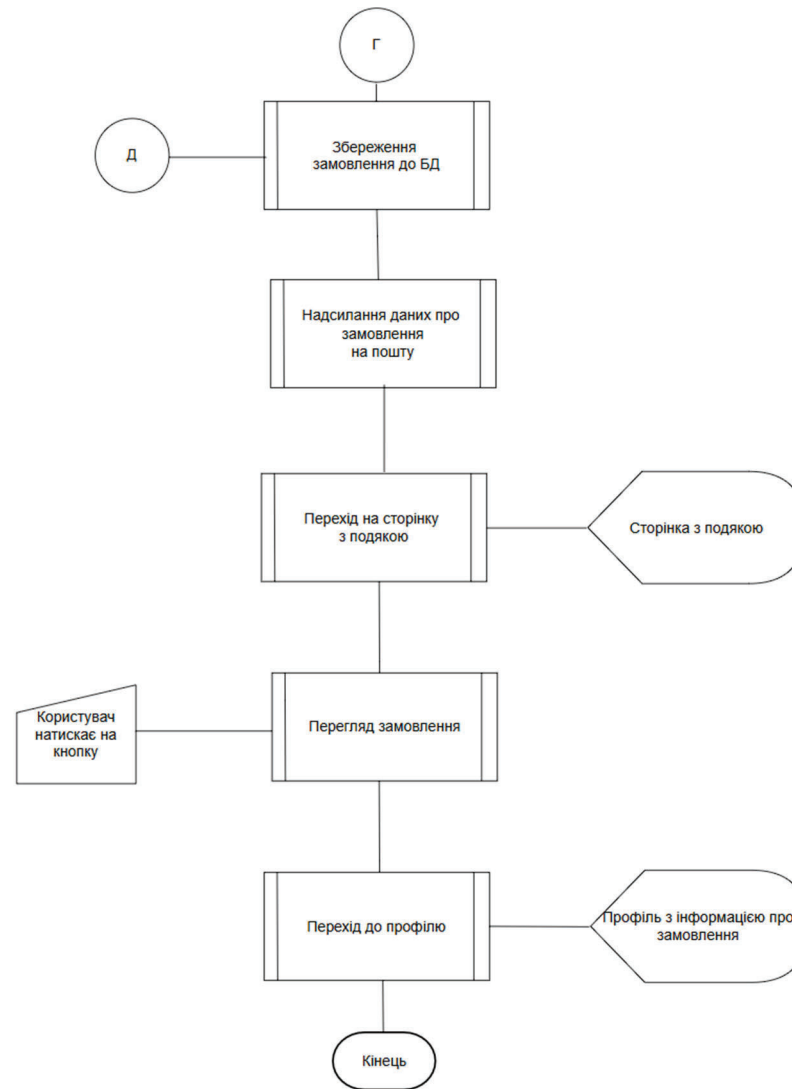 Г
Д
Збереження
замовлення до БД
Надсилання даних про
замовлення
на пошту
Перехід на сторінку
з подякою
Сторінка з подякою
Користувач
натискає на
кнопку
Перегляд замовлення
Перехід до профілю
Профіль з інформацією про
замовлення
Кінець